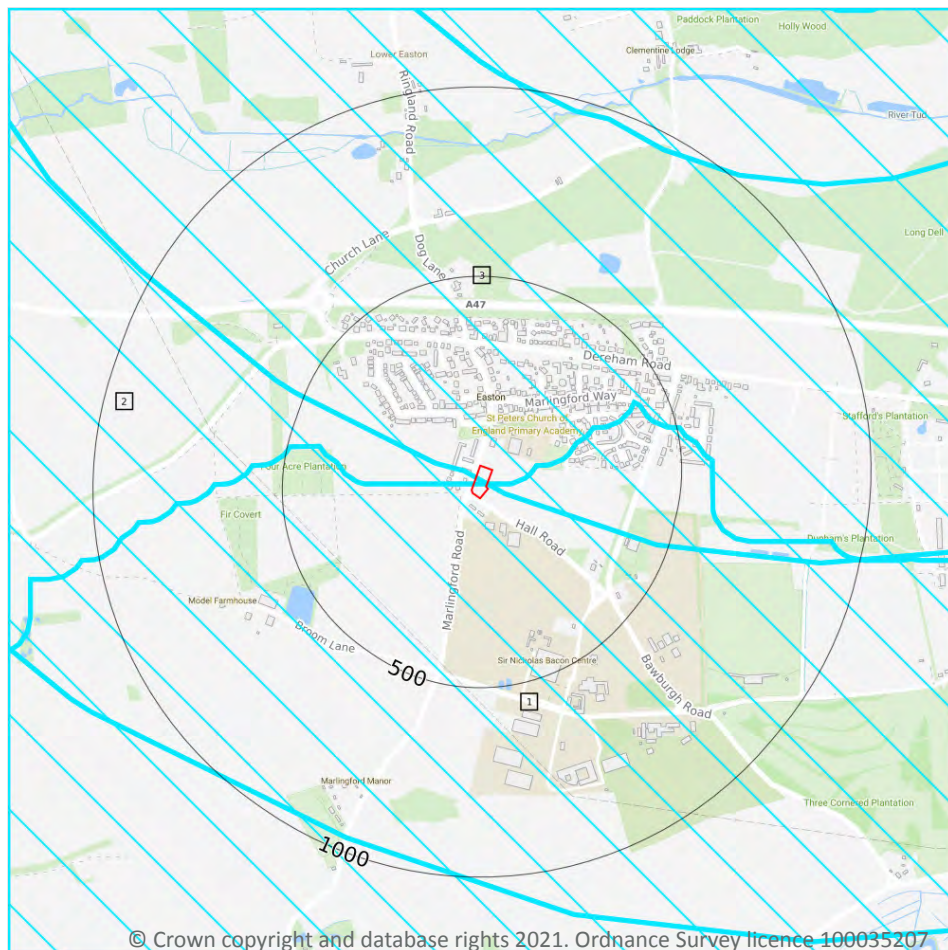 Paddock Plantation
Holly Wood
Clementine Lodge
Lower Easton
Ringland Road
River Tud
Church Lane
Dog Lane
Long Dell
3
A47
Dereham Road
2
Easton
Marlingford Way
St Peters Church of
England Primary Academy
Stafford's Plantation
Four Acre Plantation
Fir Covert
Hall Road
Dunham's Plantation
Marlingford Road
Model Farmhouse
Broom Lane
Sir Nicholas Bacon Centre
500
1
Bawburgh Road
Marlingford Manor
Three Cornered Plantation
1000
© Crown copyright and database rights 2021. Ordnance Survey licence 100035207